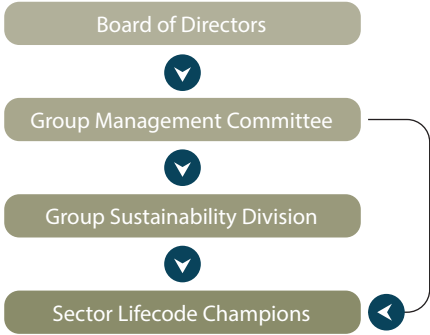 Board of Directors
Group Management Committee
Group Sustainability Division
Sector Lifecode Champions